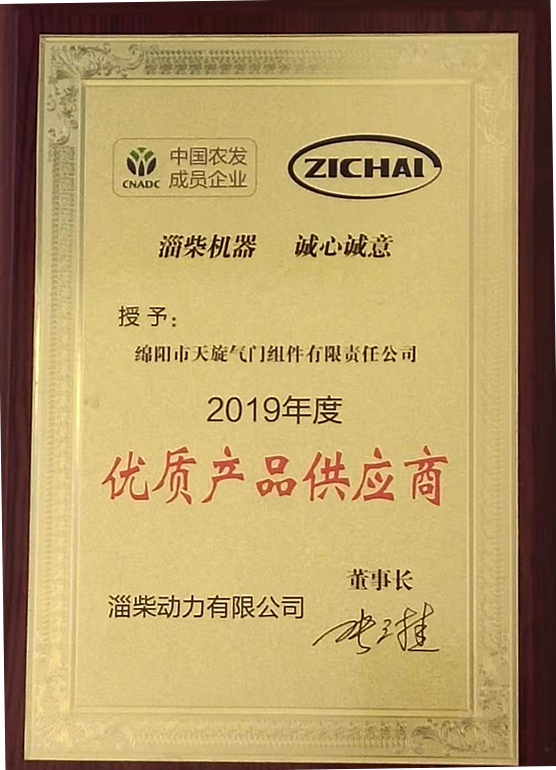 中国农发
CNADC 成员企业
ZICHAI
淄柴机器 诚心诚意
授予：
绵阳市天旋气门组件有限责任公司
2019年度
优质产品供应商
董事长
淄柴动力有限公司